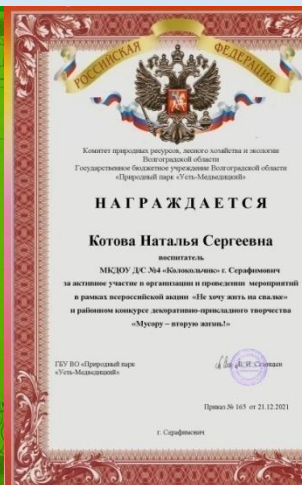 РОССИЙСКАЯ ФЕДЕРАЦИЯ
Комитет природных ресурсов, лесного хозяйства и экологии
Волгоградской области
Государственное бюджетное учреждение Волгоградской области
«Природный парк «Усть-Медведицкий»
НАГРАЖДАЕТСЯ
Котова Наталья Сергеевна
воспитатель
МКДОУ Д/С №4 «Колокольчик» г. Серафимович
за активное участие в организации и проведении мероприятий
в рамках всероссийской акции «Не хочу жить на свалке»
и районном конкурсе декоративно-прикладного творчества
«Мусору – вторую жизнь!»
ГБУ ВО «Природный парк
«Усть-Медведицкий»
Приказ № 165 от 21.12.2021
г. Серафимович